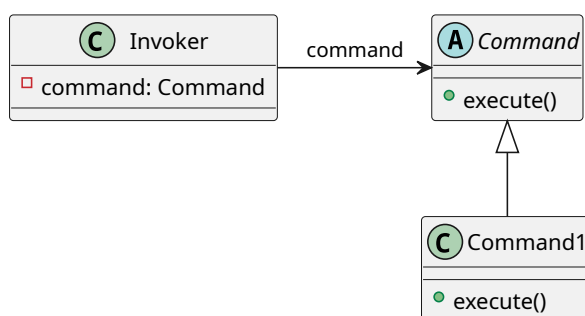 C Invoker
command: Command
command
A Command
execute()
C Command1
execute()